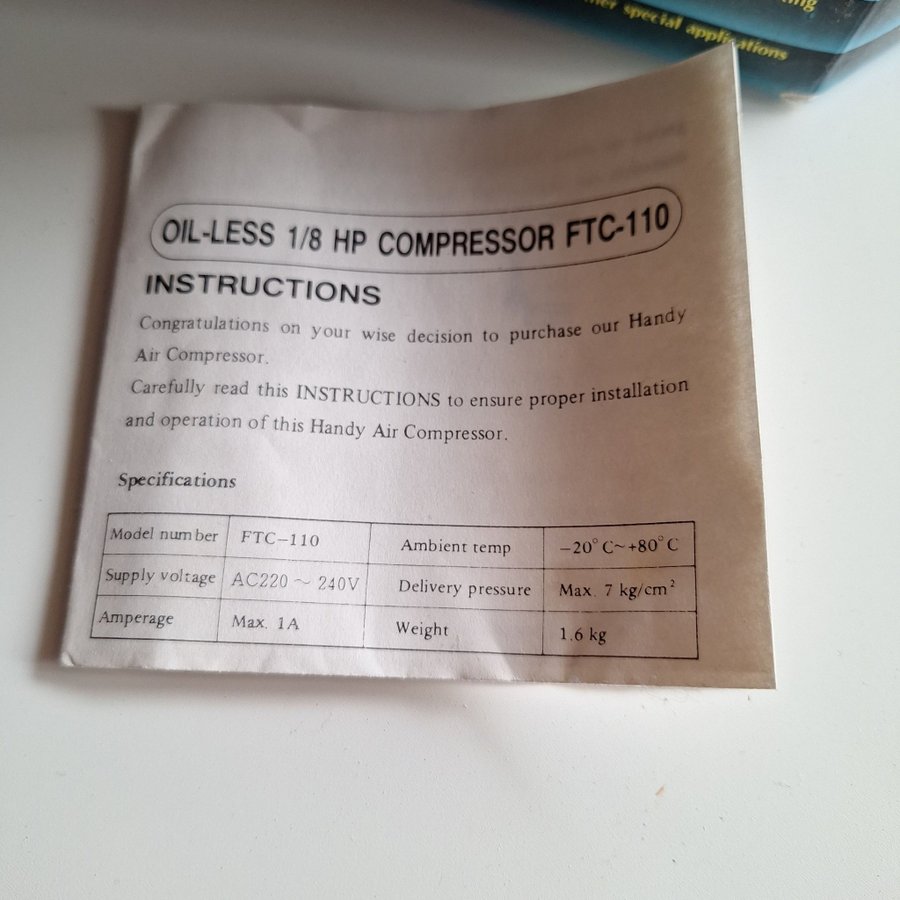 special applications
OIL-LESS 1/8 HP COMPRESSOR FTC-110
INSTRUCTIONS
Congratulations on your wise decision to purchase our Handy
Air Compressor.
Carefully read this INSTRUCTIONS to ensure proper installation
and operation of this Handy Air Compressor.
Specifications
Model number FTC-110 Ambient temp -20°C~+80°C
Supply voltage AC220 ~ 240V Delivery pressure Max. 7 kg/cm²
Amperage Max. 1A Weight 1.6 kg